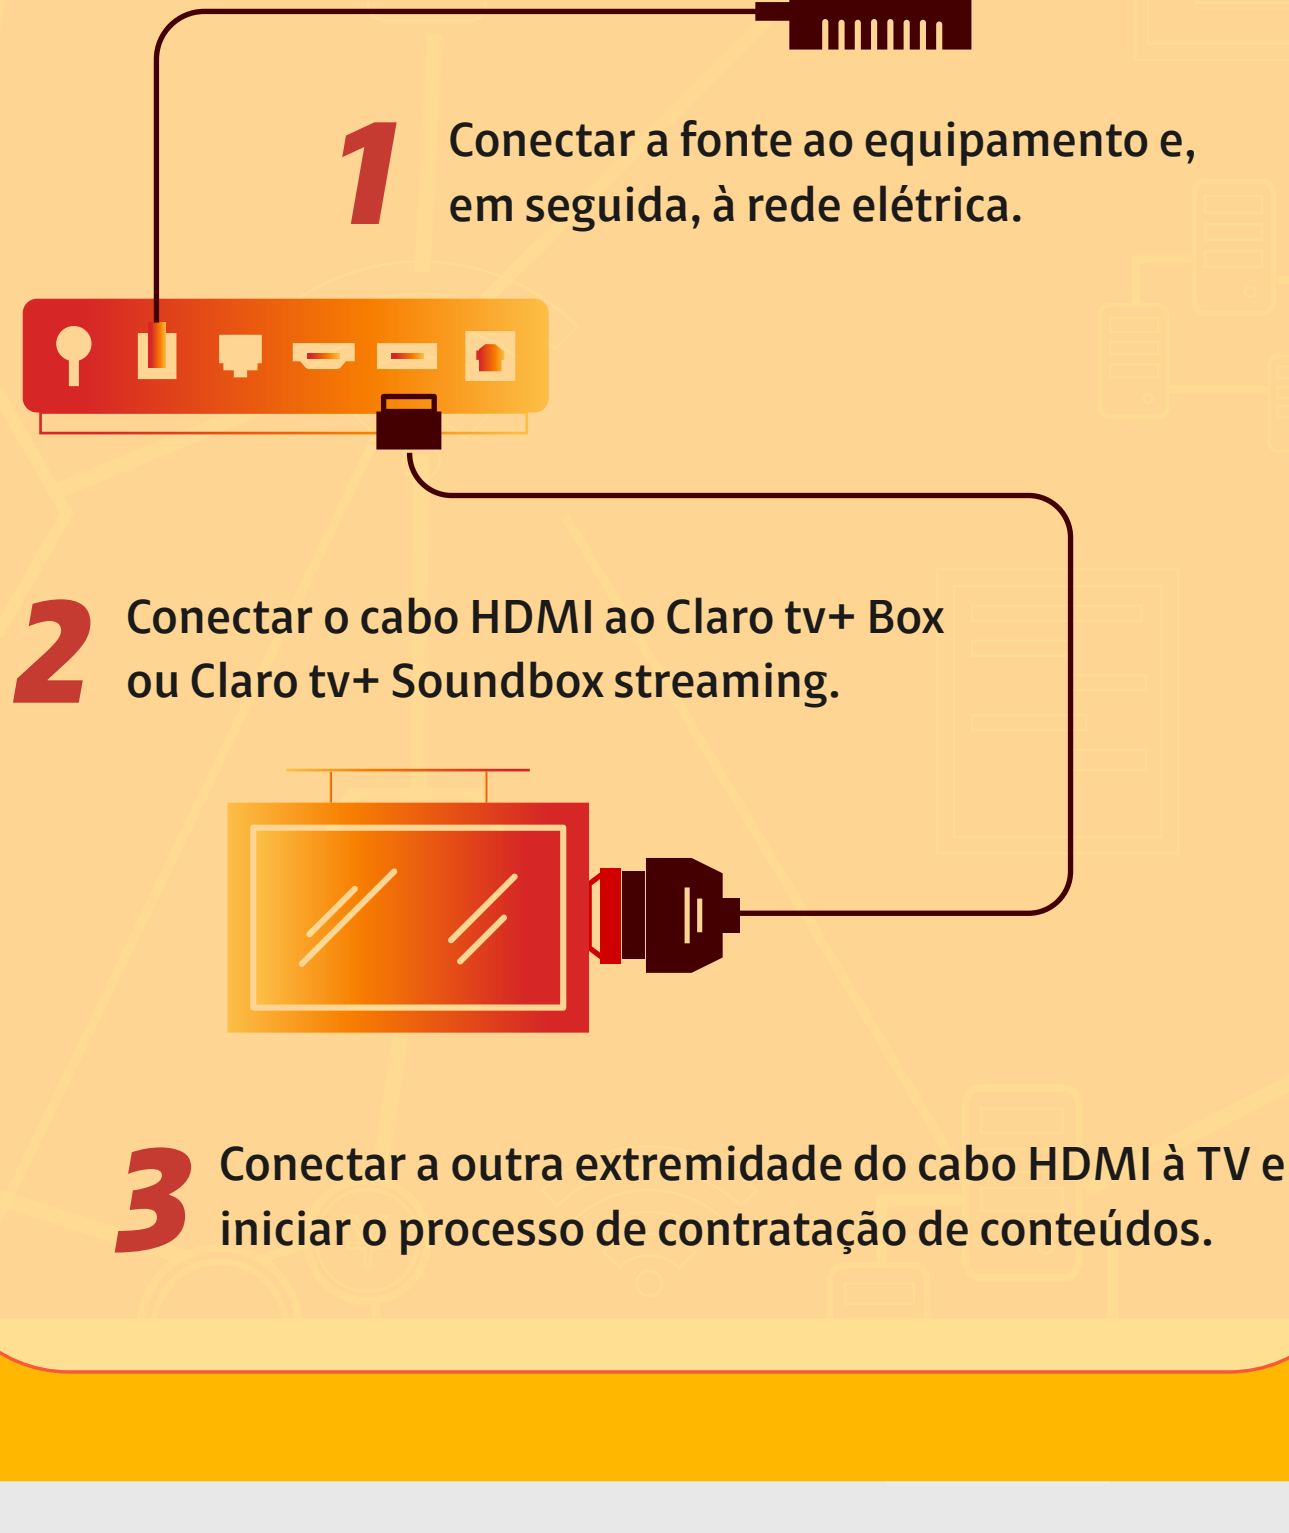 1
Conectar a fonte ao equipamento e,
em seguida, à rede elétrica.
2
Conectar o cabo HDMI ao Claro tv+ Box
ou Claro tv+ Soundbox streaming.
3
Conectar a outra extremidade do cabo HDMI à TV e
iniciar o processo de contratação de conteúdos.